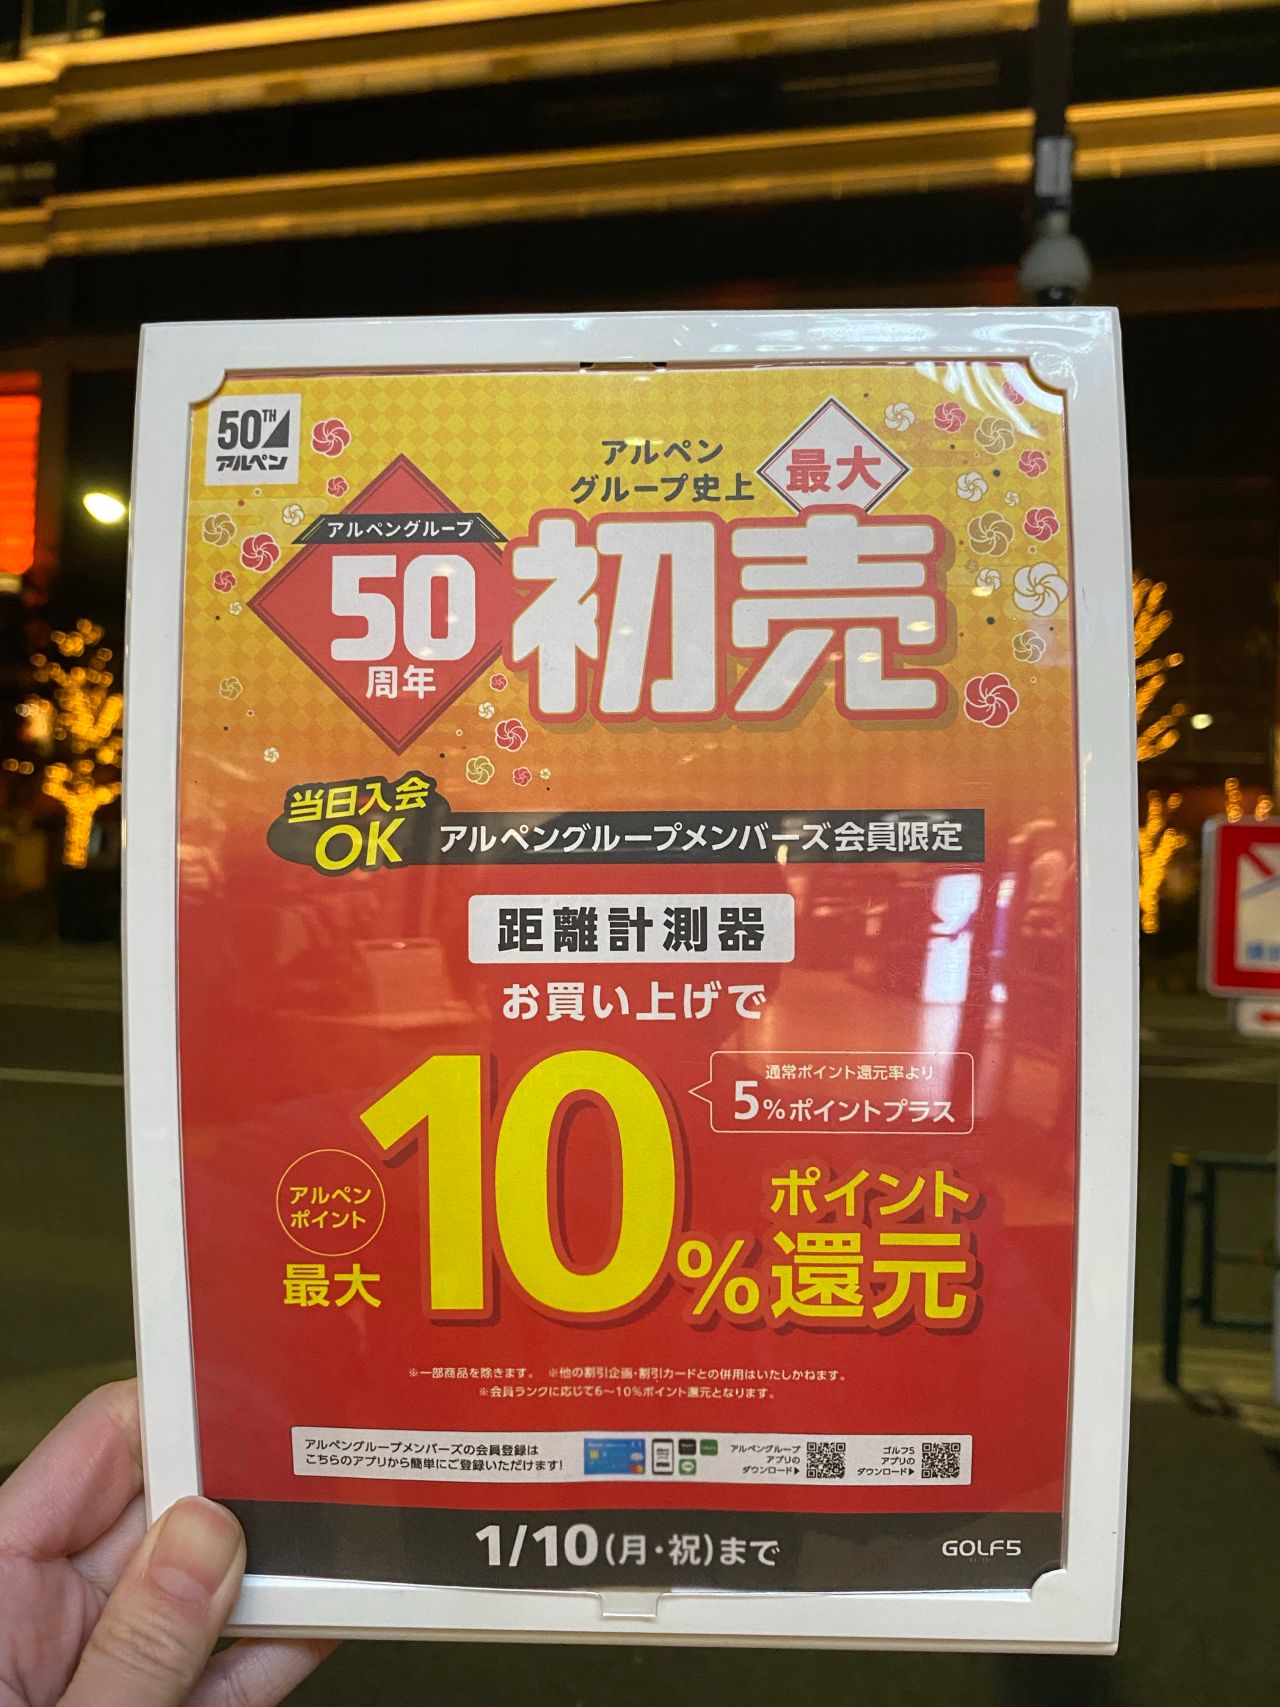 50TH
アルペン
アルペン
グループ史上
最大
アルペングループ
50
周年
初売
当日入会
OK
アルペングループメンバーズ会員限定
距離計測器
お買い上げで
通常ポイント還元率より
5%ポイントプラス
アルペン
ポイント
最大
10%
ポイント
還元
※一部商品を除きます。 ※他の割引企画・割引カードとの併用はいたしかねます。
※会員ランクに応じて6〜10%ポイント還元となります。
アルペングループメンバーズの会員登録は
こちらのアプリから簡単にご登録いただけます!
アルペングループ
アプリの
ダウンロード▶
ゴルフ5
アプリの
ダウンロード▶
1/10(月・祝)まで
GOLF5